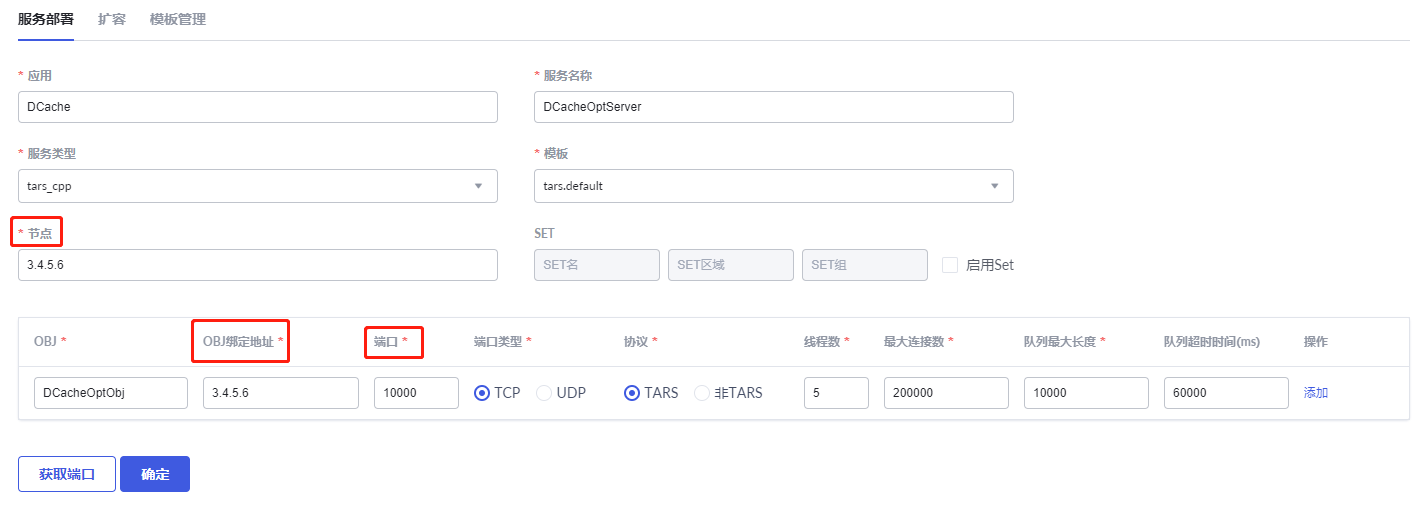 服务部署 扩容 模板管理
* 应用 * 服务名称
DCache DCacheOptServer
* 服务类型 * 模板
tars_cpp tars.default
* 节点 SET
3.4.5.6 SET名 SET区域 SET组 启用Set
OBJ * OBJ绑定地址 * 端口 * 端口类型 * 协议 * 线程数 * 最大连接数 * 队列最大长度 * 队列超时时间(ms) 操作
DCacheOptObj 3.4.5.6 10000 TCP UDP TARS 非TARS 5 200000 10000 60000 添加
获取端口 确定